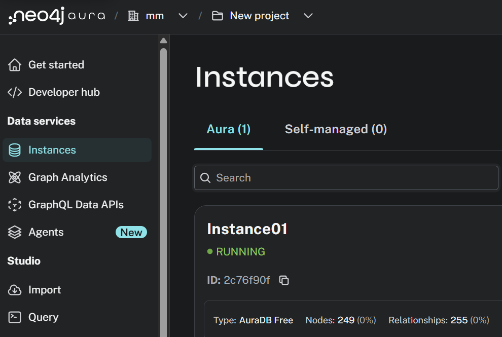 neo4j aura / mm / New project
Get started
Developer hub
Data services
Instances
Graph Analytics
GraphQL Data APIs
Agents New
Studio
Import
Query
Instances
Aura (1) Self-managed (0)
Search
Instance01
RUNNING
ID: 2c76f90f
Type: AuraDB Free Nodes: 249 (0%) Relationships: 255 (0%)